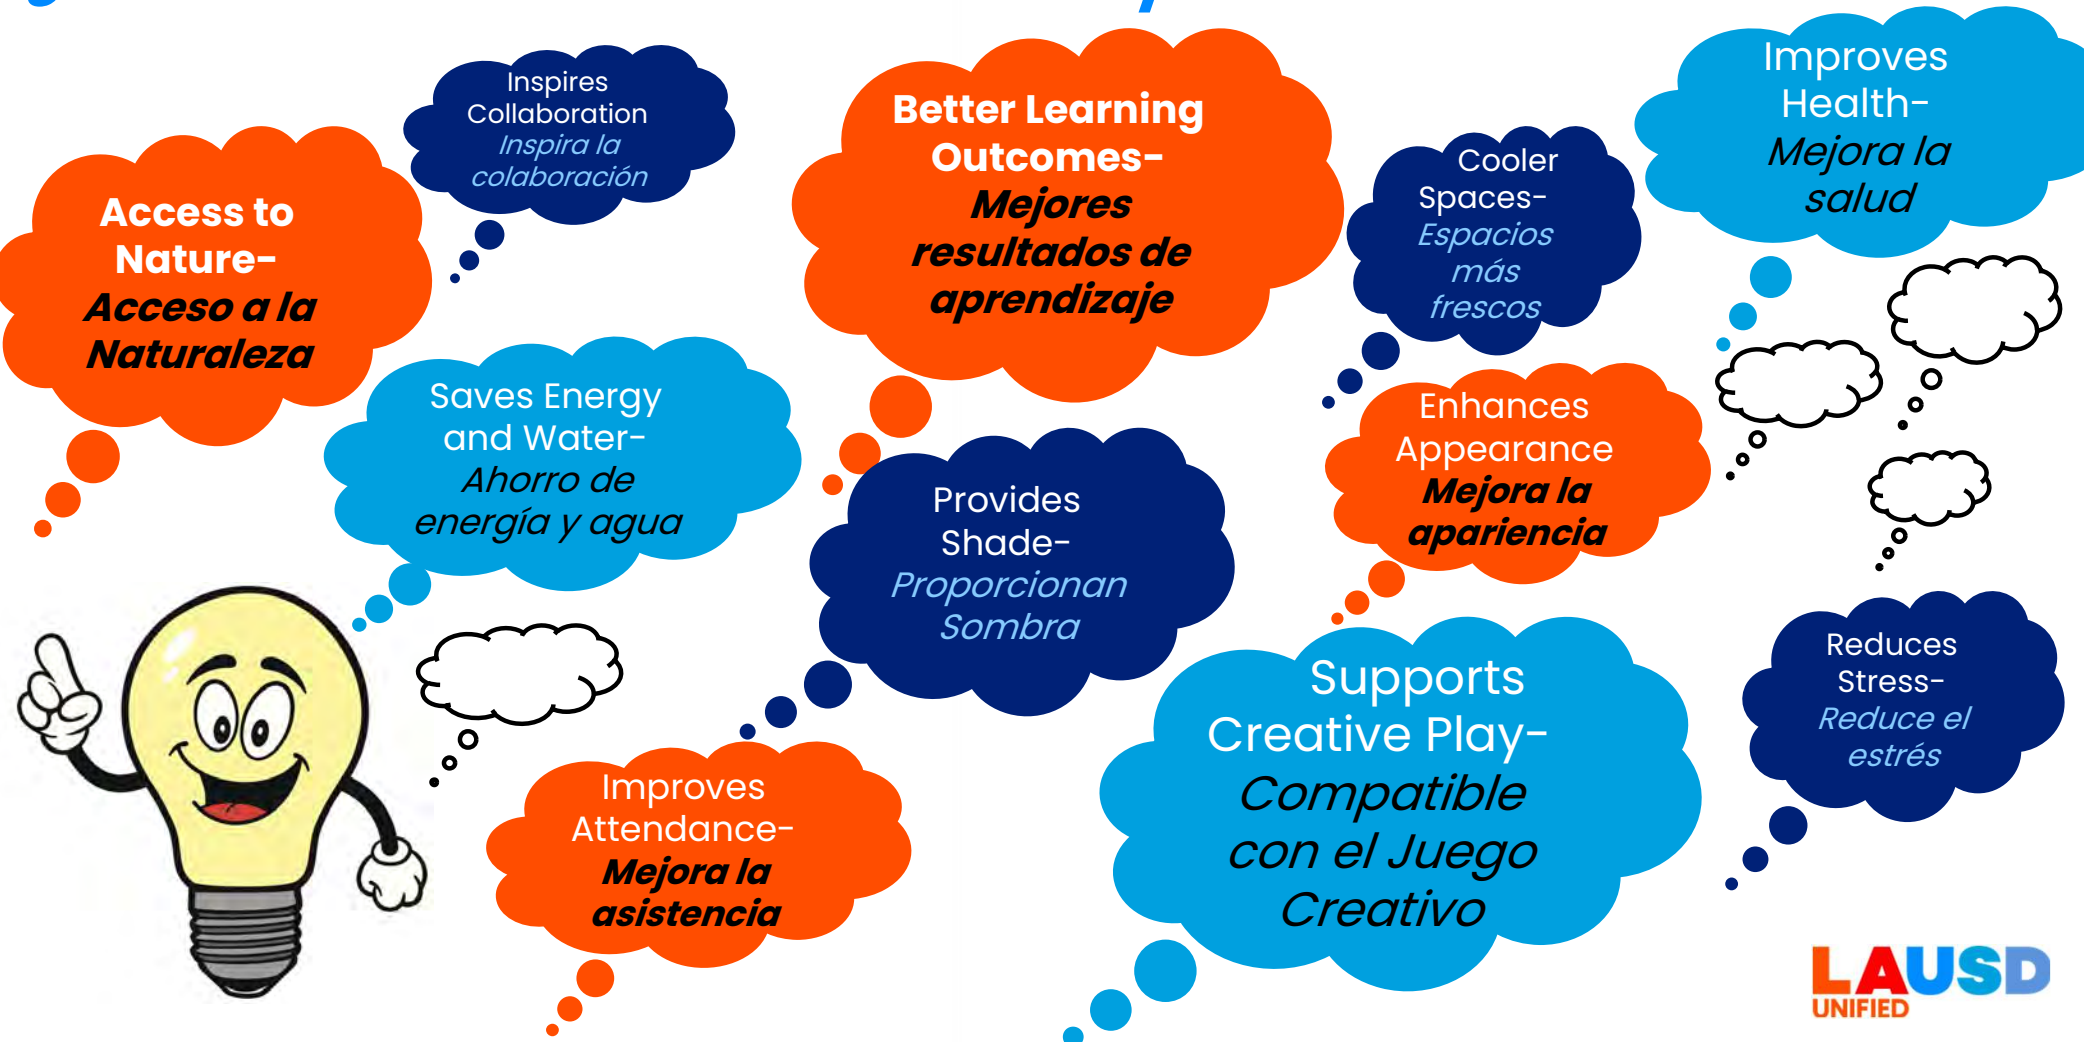 Inspires
Collaboration
Inspira la
colaboración
Access to
Nature-
Acceso a la
Naturaleza
Better Learning
Outcomes-
Mejores
resultados de
aprendizaje
Cooler
Spaces-
Espacios
más
frescos
Improves
Health-
Mejora la
salud
Saves Energy
and Water-
Ahorro de
energía y agua
Provides
Shade-
Proporcionan
Sombra
Enhances
Appearance
Mejora la
apariencia
Improves
Attendance-
Mejora la
asistencia
Supports
Creative Play-
Compatible
con el Juego
Creativo
Reduces
Stress-
Reduce el
estrés
LAUSD
UNIFIED